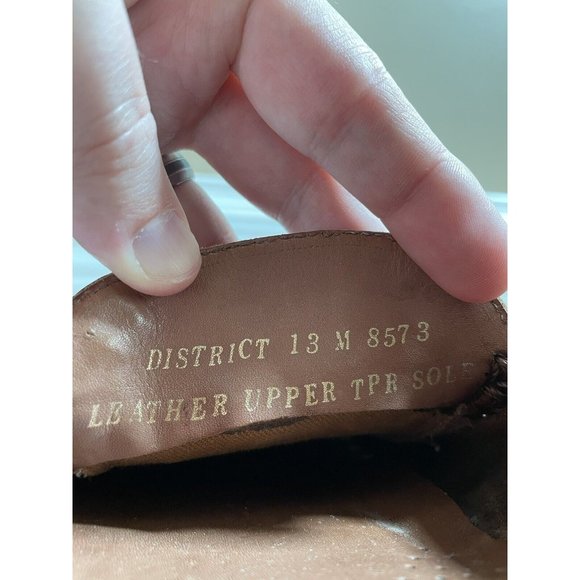 DISTRICT 13 M 8573
LEATHER UPPER TPR SOLE